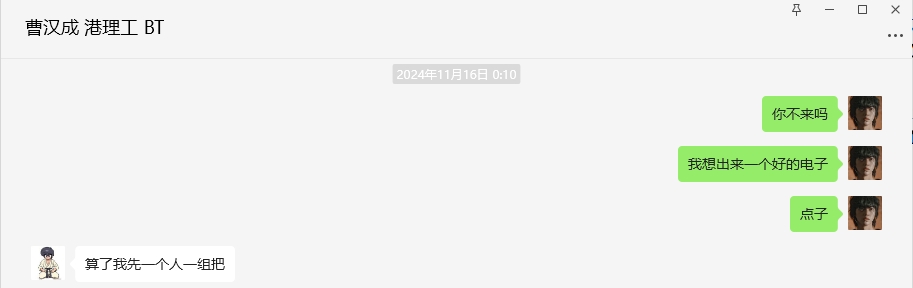 曹汉成 港理工 BT
2024年11月16日 0:10
你不来吗
我想出来一个好的电子
点子
算了我先一个人一组把